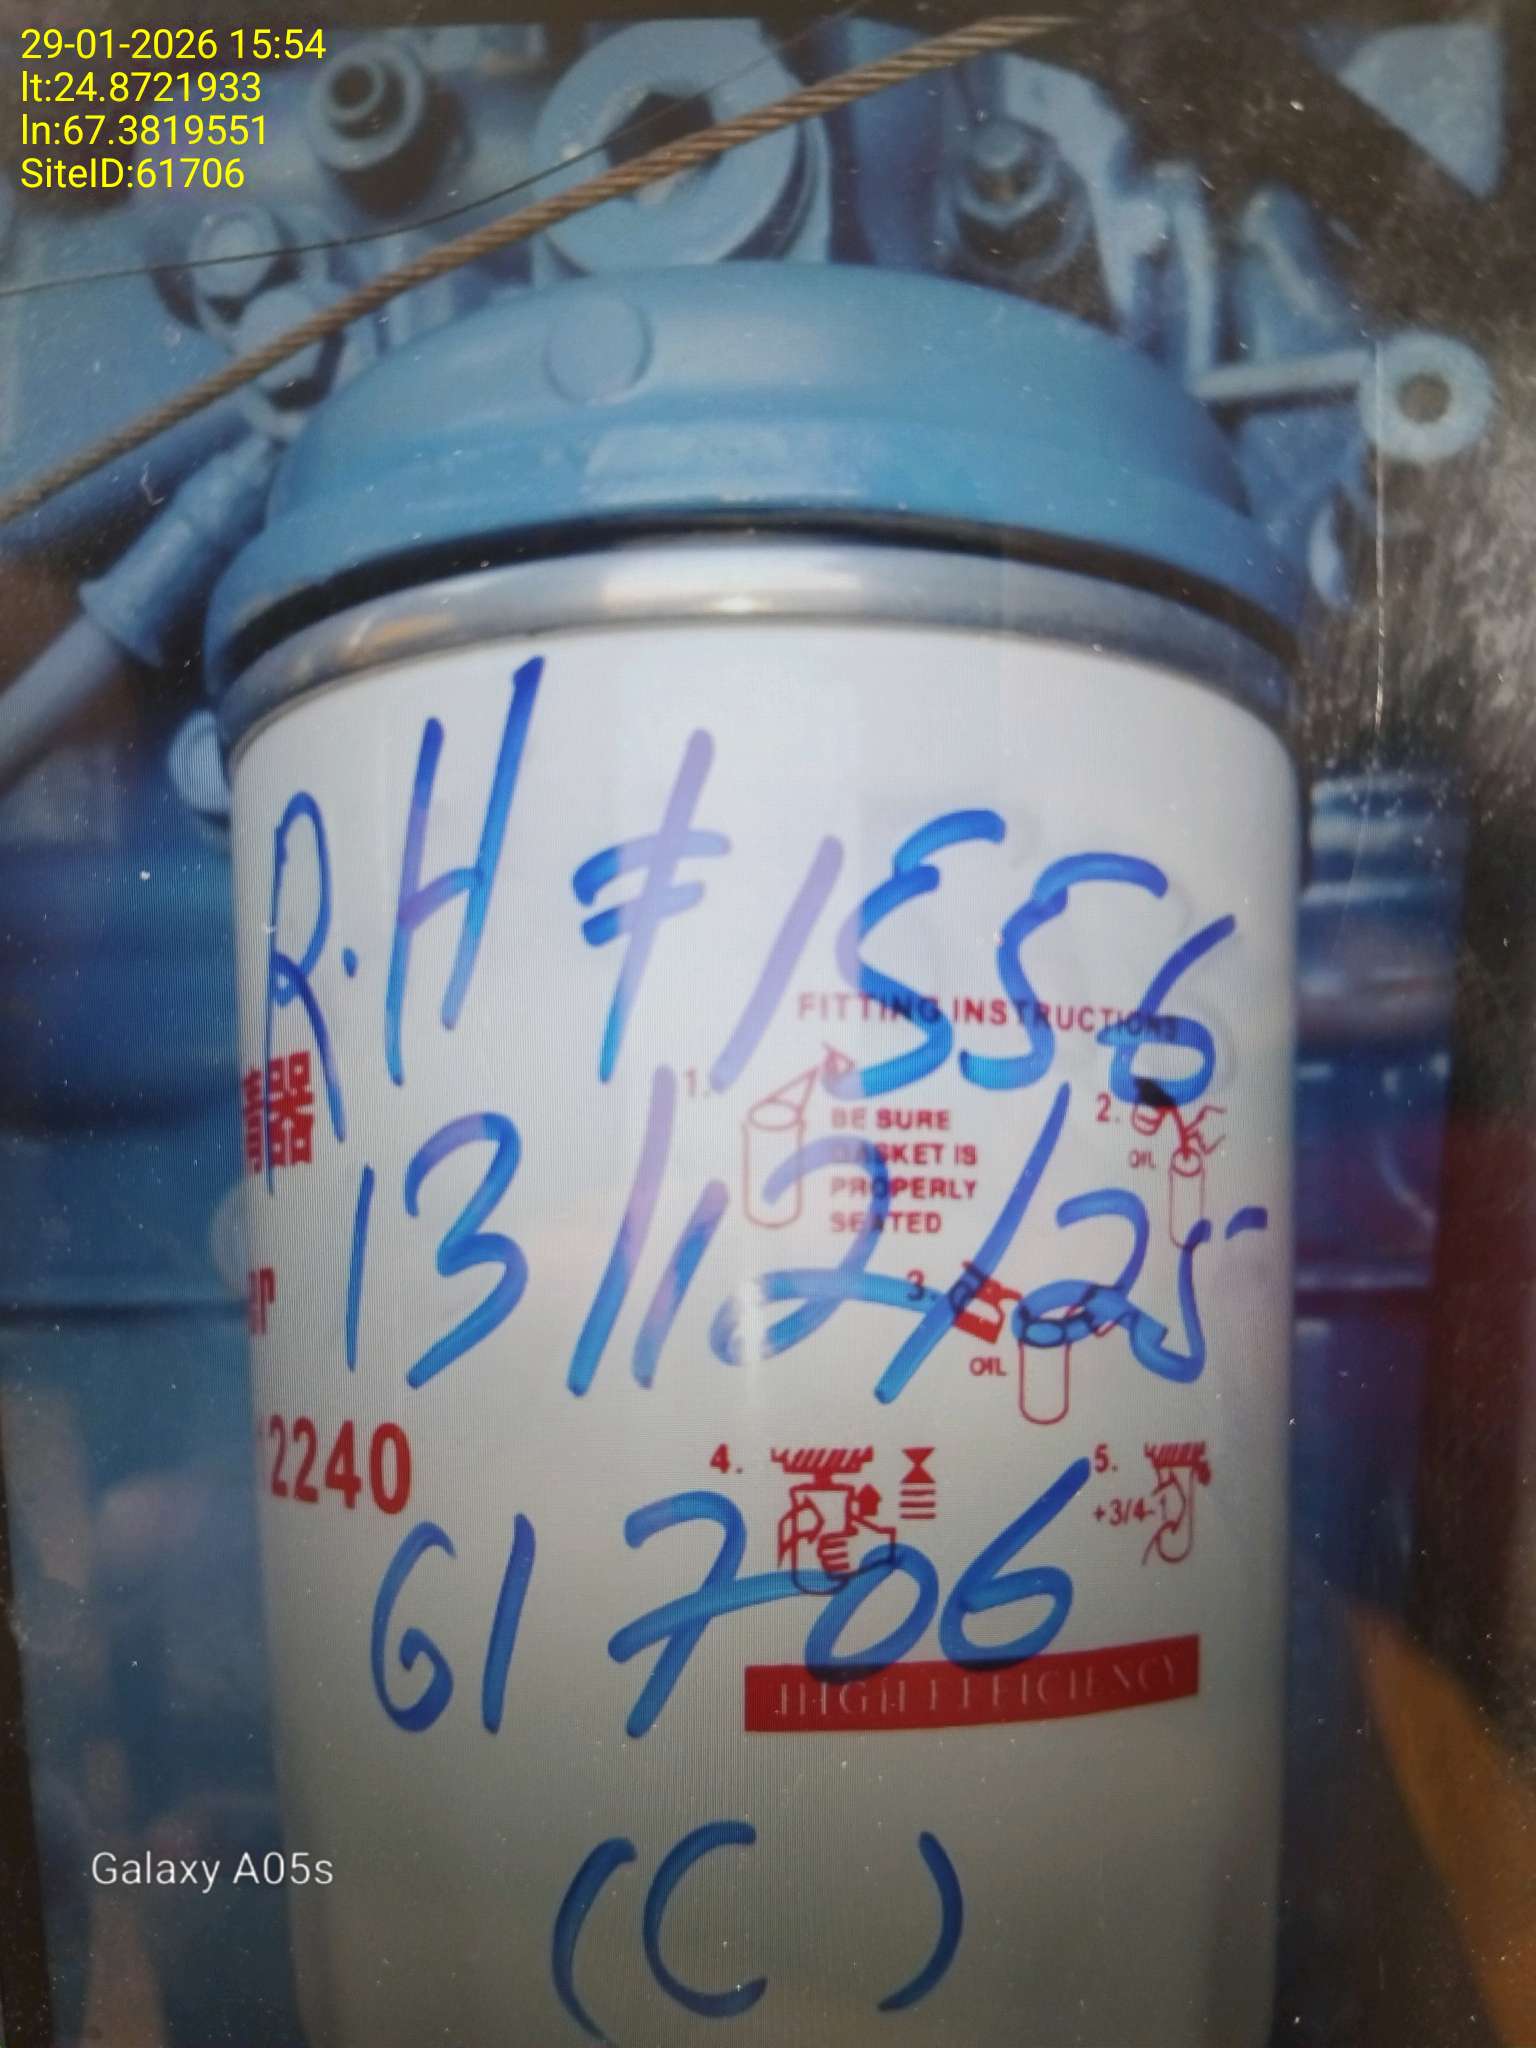 29-01-2026 15:54
lt:24.8721933
ln:67.3819551
SiteID:61706
R.H # 1556
FITTING INSTRUCTIONS
1.
BE SURE
GASKET IS
PROPERLY
SEATED
2.
OIL
13/12/25
3.
OIL
器
2240
4.
5.
+3/4-1
61706
HIGH EFFICIENCY
(C)
Galaxy A05s